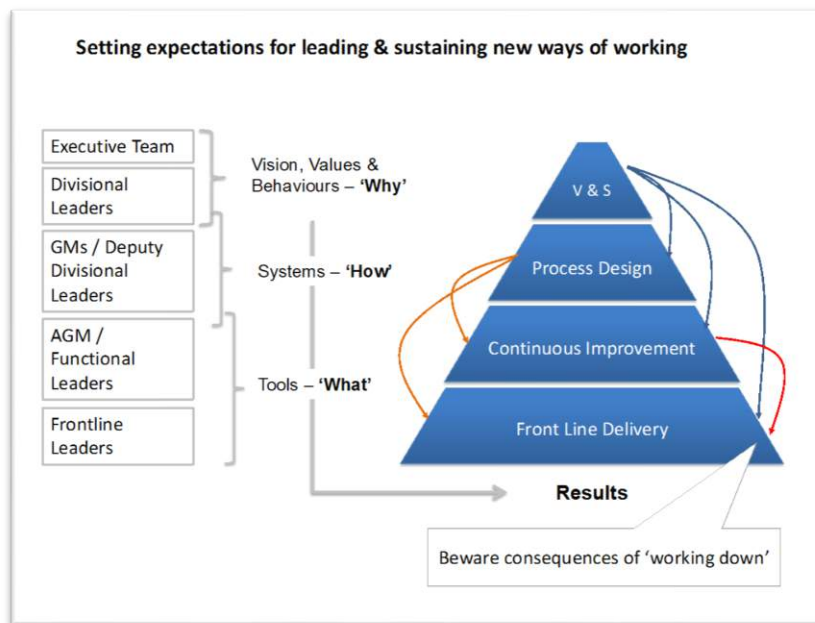 Setting expectations for leading & sustaining new ways of working
Executive Team
Divisional
Leaders
GMs / Deputy
Divisional
Leaders
AGM /
Functional
Leaders
Frontline
Leaders
Vision, Values &
Behaviours – ‘Why’
Systems – ‘How’
Tools – ‘What’
V & S
Process Design
Continuous Improvement
Front Line Delivery
Results
Beware consequences of ‘working down’